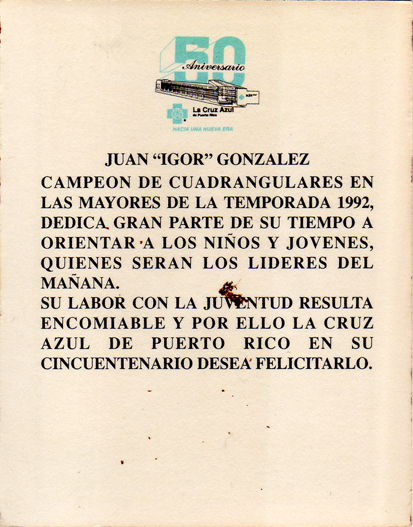 50
Aniversario
La Cruz Azul
de Puerto Rico
HACIA UNA NUEVA ERA
JUAN “IGOR” GONZALEZ
CAMPEON DE CUADRANGULARES EN
LAS MAYORES DE LA TEMPORADA 1992,
DEDICA GRAN PARTE DE SU TIEMPO A
ORIENTAR A LOS NIÑOS Y JOVENES,
QUIENES SERAN LOS LIDERES DEL
MAÑANA.
SU LABOR CON LA JUVENTUD RESULTA
ENCOMIABLE Y POR ELLO LA CRUZ
AZUL DE PUERTO RICO EN SU
CINCUENTENARIO DESEA FELICITARLO.